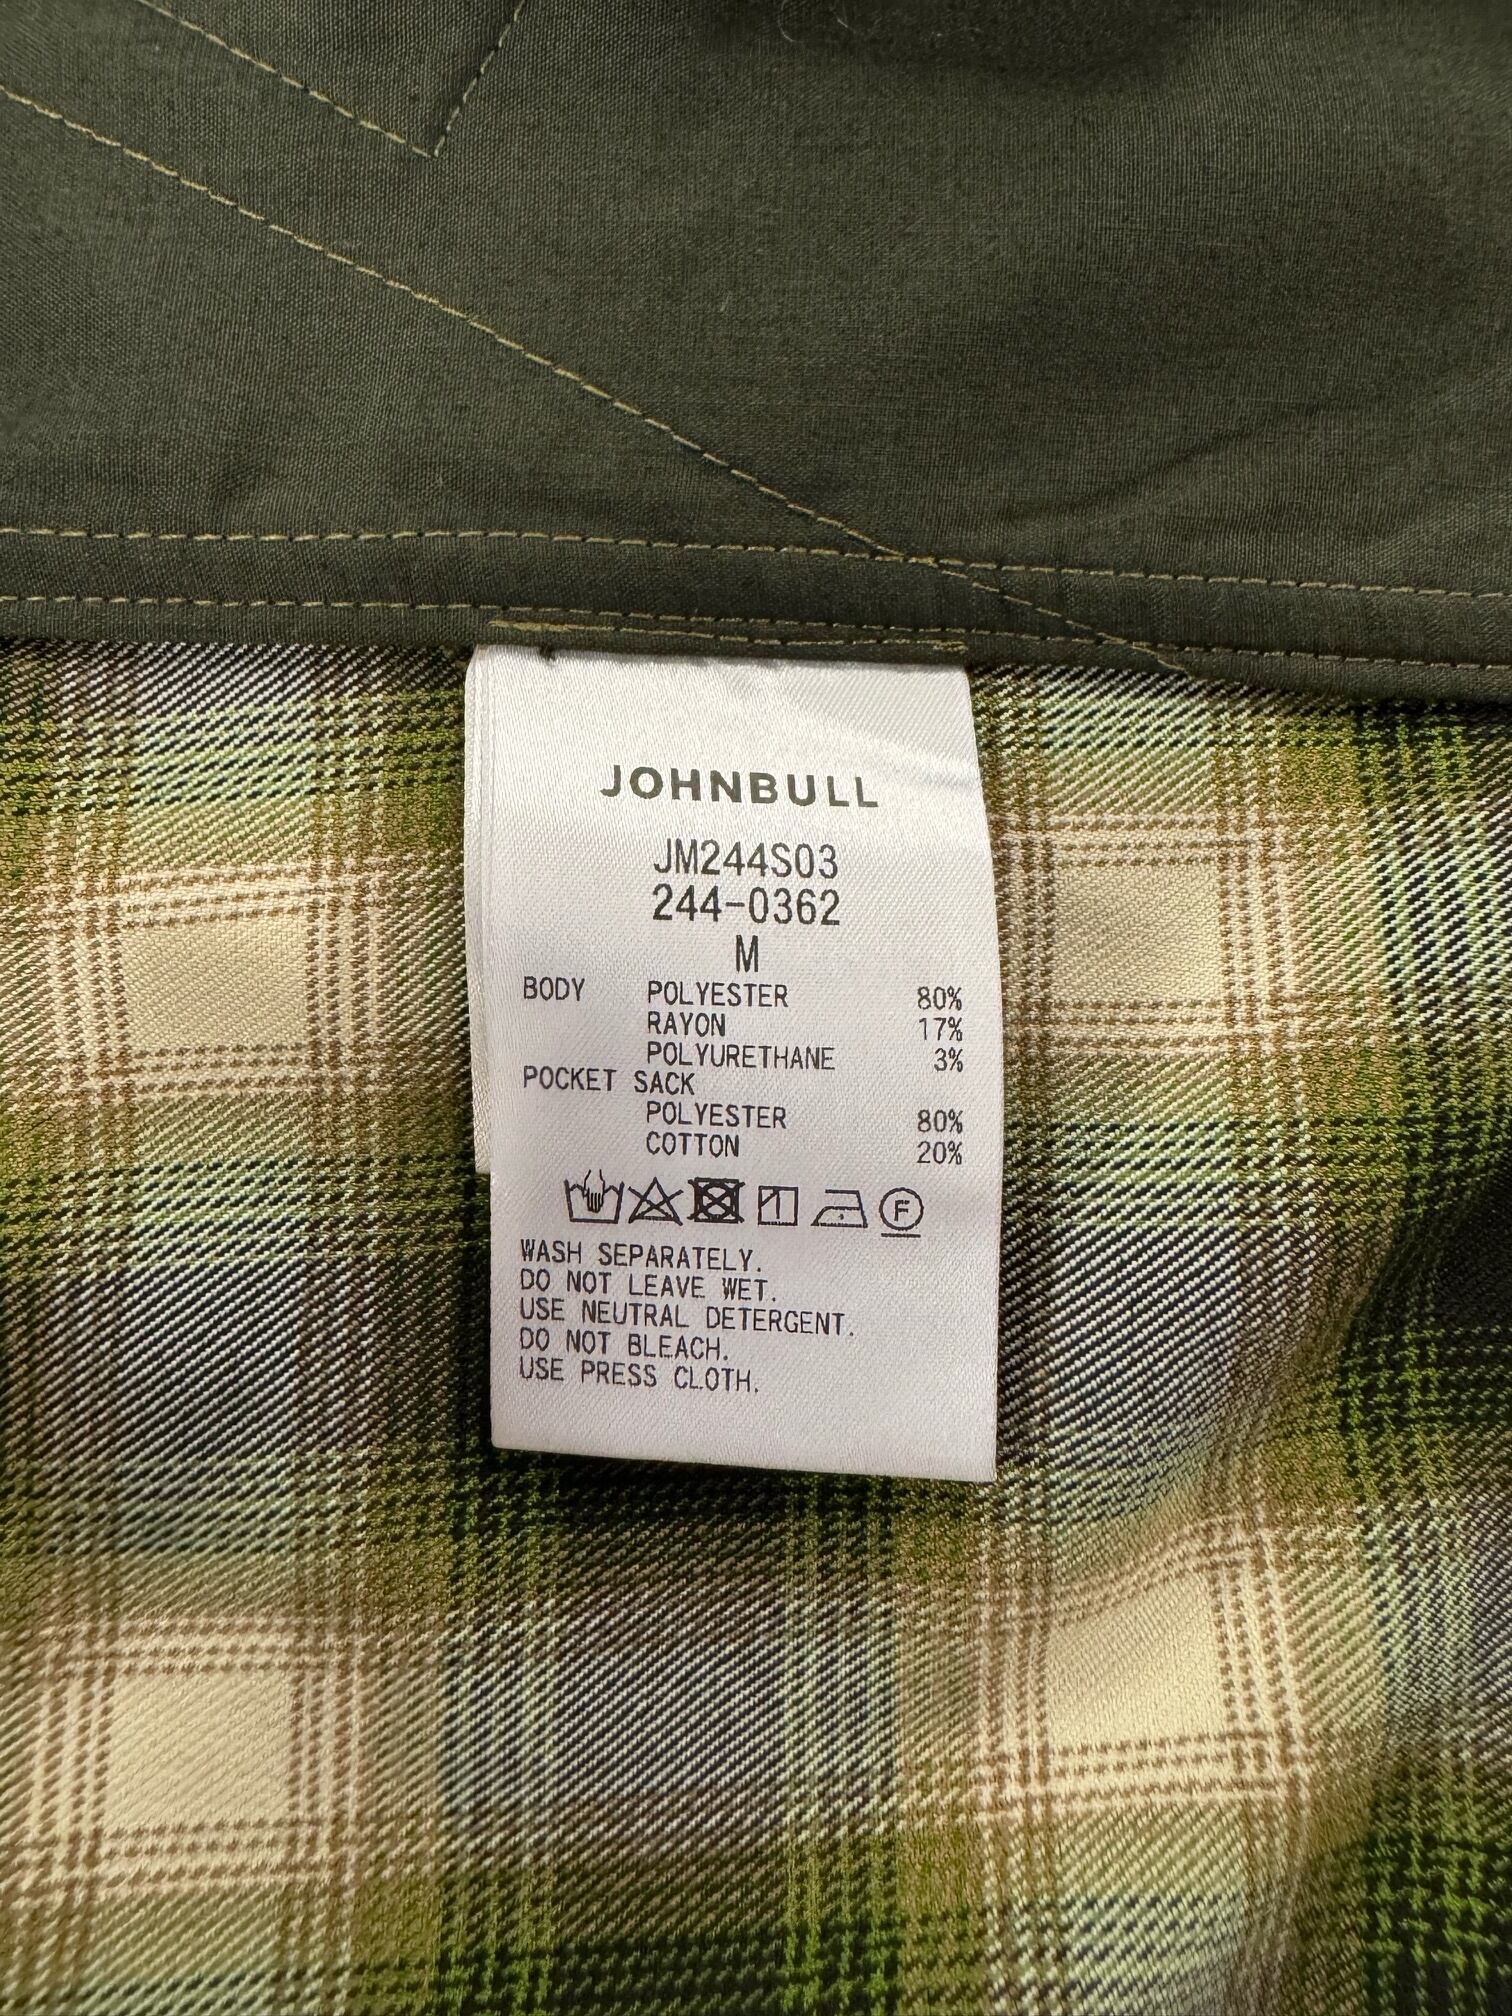 JOHNBULL
JM244S03
244-0362
M
BODY POLYESTER 80%
RAYON 17%
POLYURETHANE 3%
POCKET SACK
POLYESTER 80%
COTTON 20%
F
WASH SEPARATELY.
DO NOT LEAVE WET.
USE NEUTRAL DETERGENT.
DO NOT BLEACH.
USE PRESS CLOTH.